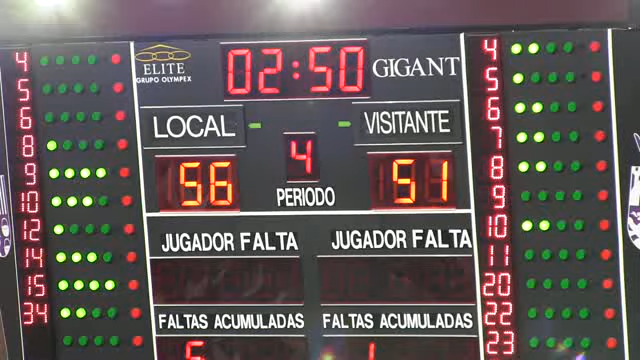 ELITE
GRUPO OLYMPEX
02:50
GIGANT
LOCAL
VISITANTE
4
56
51
PERIODO
JUGADOR FALTA
JUGADOR FALTA
FALTAS ACUMULADAS
FALTAS ACUMULADAS
4
5
6
8
9
10
12
14
15
34
4
5
6
7
8
9
10
11
20
22
23